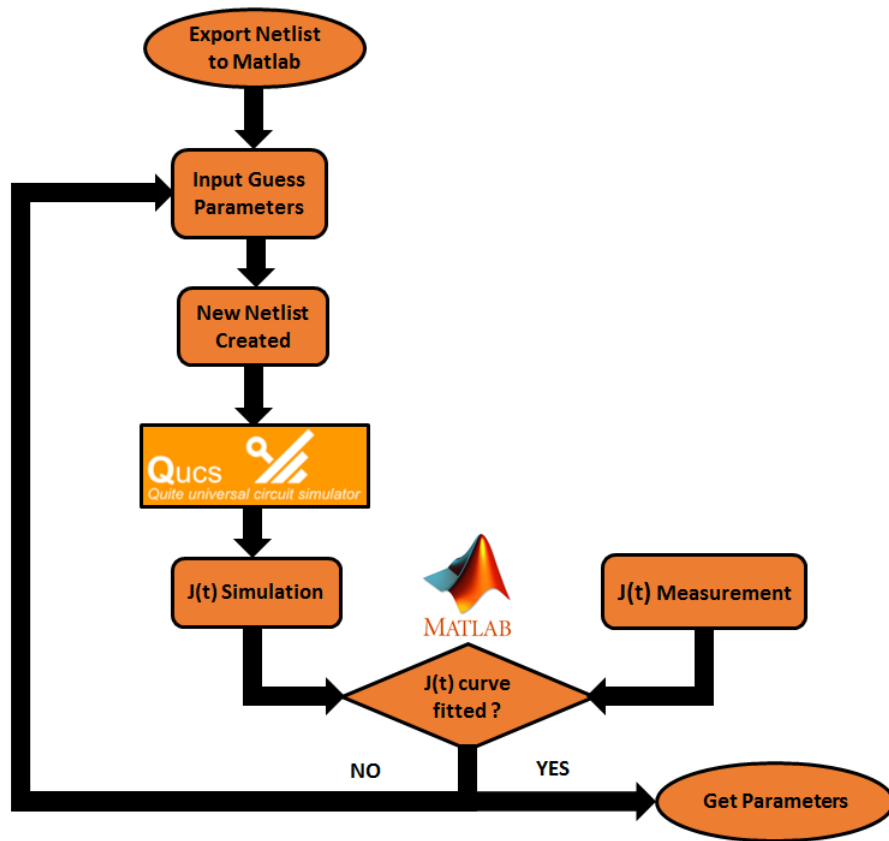 Export Netlist
to Matlab
Input Guess
Parameters
New Netlist
Created
Qucs
Quite universal circuit simulator
J(t) Simulation
MATLAB
J(t) Measurement
J(t) curve
fitted ?
NO
YES
Get Parameters